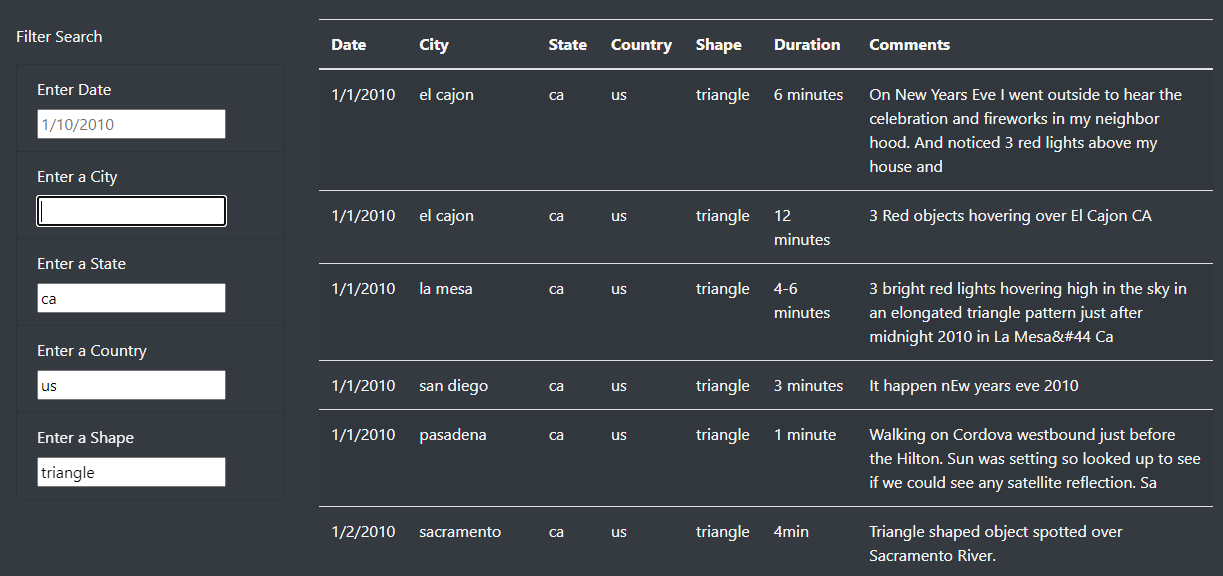 Filter Search
Enter Date
1/10/2010
Enter a City
Enter a State
ca
Enter a Country
us
Enter a Shape
triangle
Date City State Country Shape Duration Comments
1/1/2010 el cajon ca us triangle 6 minutes On New Years Eve I went outside to hear the
celebration and fireworks in my neighbor
hood. And noticed 3 red lights above my
house and
1/1/2010 el cajon ca us triangle 12 3 Red objects hovering over El Cajon CA
minutes
1/1/2010 la mesa ca us triangle 4-6 3 bright red lights hovering high in the sky in
minutes an elongated triangle pattern just after
midnight 2010 in La Mesa&#44 Ca
1/1/2010 san diego ca us triangle 3 minutes It happen nEw years eve 2010
1/1/2010 pasadena ca us triangle 1 minute Walking on Cordova westbound just before
the Hilton. Sun was setting so looked up to see
if we could see any satellite reflection. Sa
1/2/2010 sacramento ca us triangle 4min Triangle shaped object spotted over
Sacramento River.